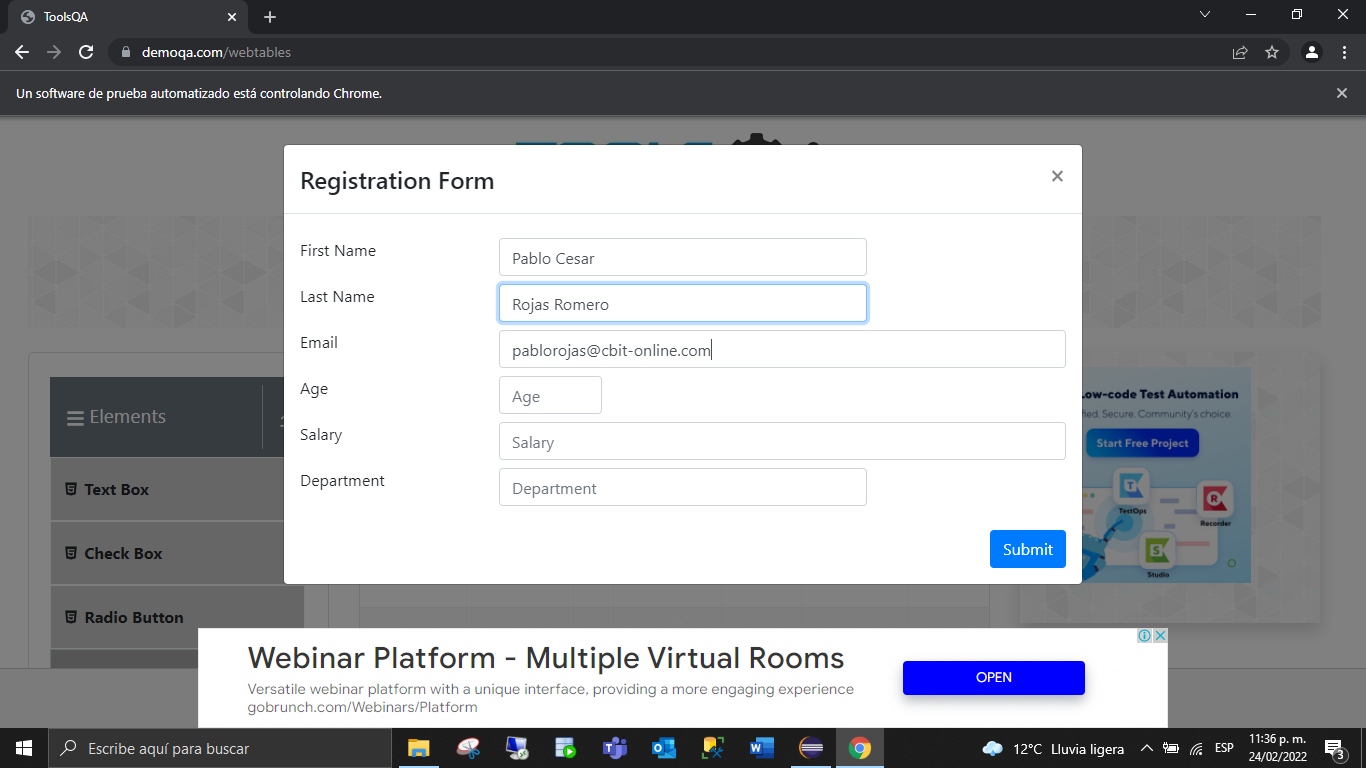 ToolsQA
demoqa.com/webtables
Un software de prueba automatizado está controlando Chrome.
Registration Form
×
First Name
Pablo Cesar
Last Name
Rojas Romero
Email
pablorojas@cbit-online.com
Age
Age
Salary
Salary
Department
Department
Submit
Elements
Text Box
Check Box
Radio Button
ow-code Test Automation
fied. Secure. Community's choice.
Start Free Project
TestOps
Recorder
Studio
Webinar Platform - Multiple Virtual Rooms
Versatile webinar platform with a unique interface, providing a more engaging experience
gobrunch.com/Webinars/Platform
OPEN
Escribe aquí para buscar
12°C Lluvia ligera
ESP
11:36 p. m.
24/02/2022
3